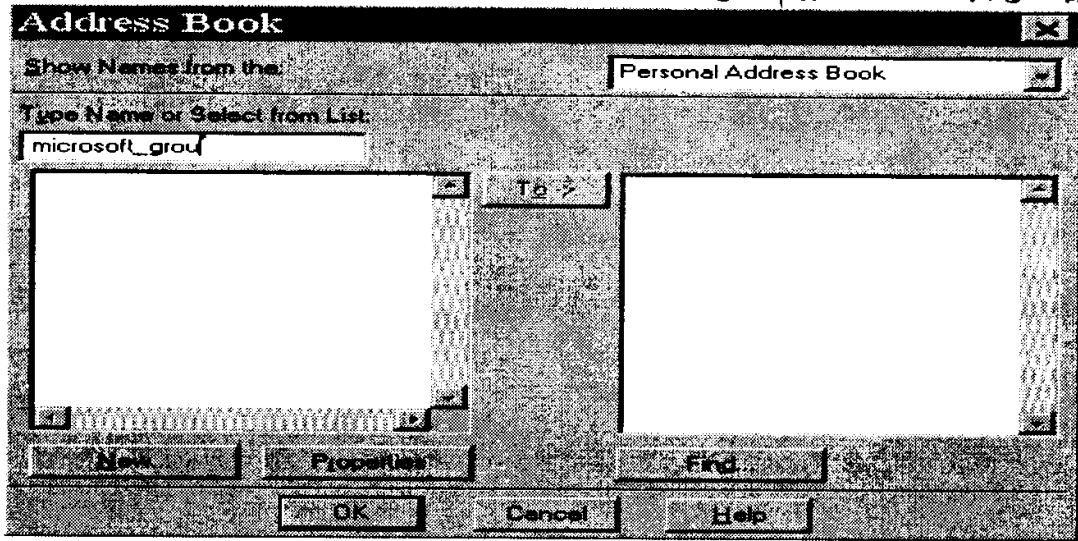 Address Book
Show Names from the:
Personal Address Book
Type Name or Select from List:
microsoft_grou
To >
New...
Properties
Find...
OK
Cancel
Help